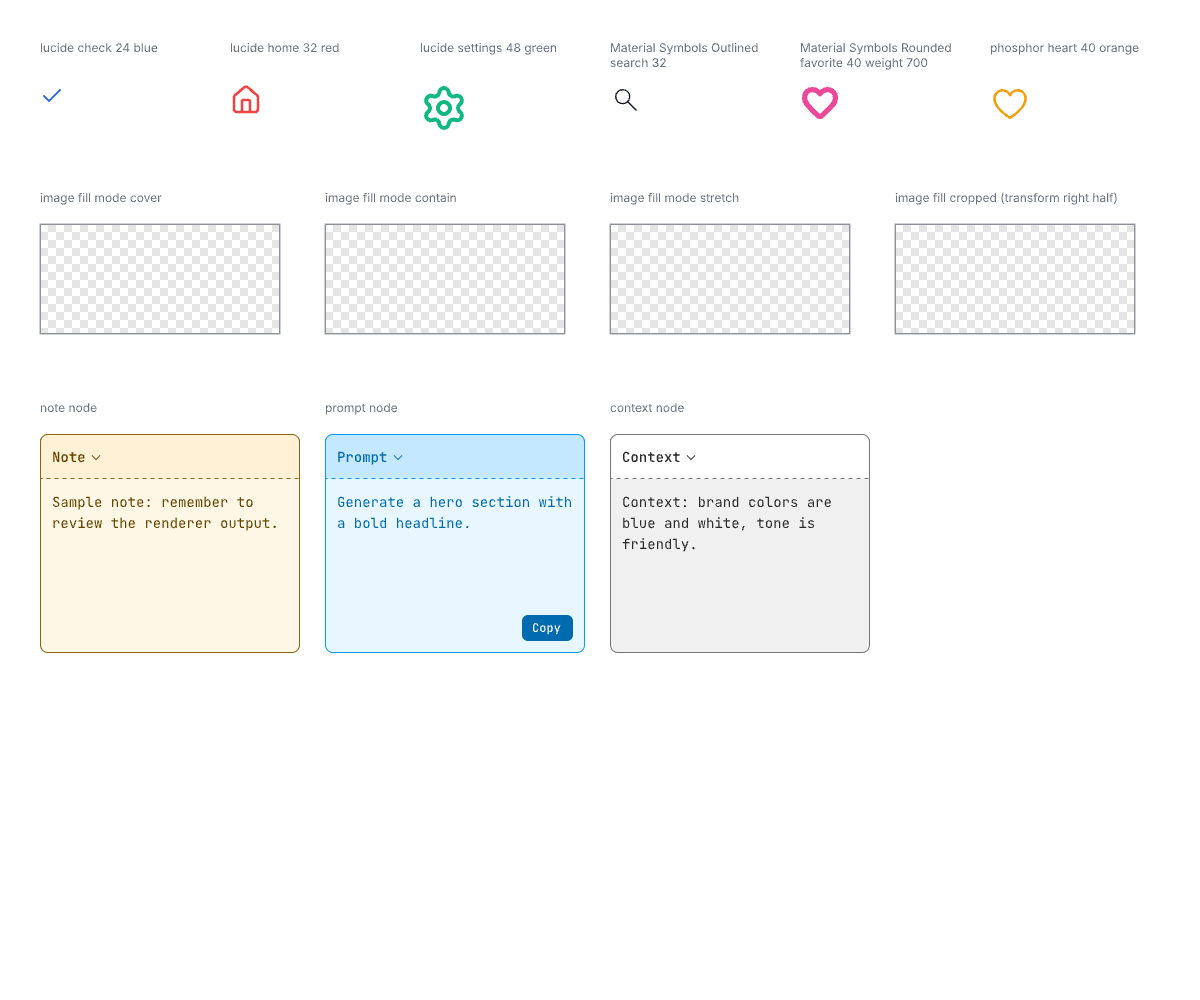 lucide check 24 blue
lucide home 32 red
lucide settings 48 green
Material Symbols Outlined
search 32
Material Symbols Rounded
favorite 40 weight 700
phosphor heart 40 orange
image fill mode cover
image fill mode contain
image fill mode stretch
image fill cropped (transform right half)
note node
prompt node
context node
Note
Sample note: remember to
review the renderer output.
Prompt
Generate a hero section with
a bold headline.
Copy
Context
Context: brand colors are
blue and white, tone is
friendly.